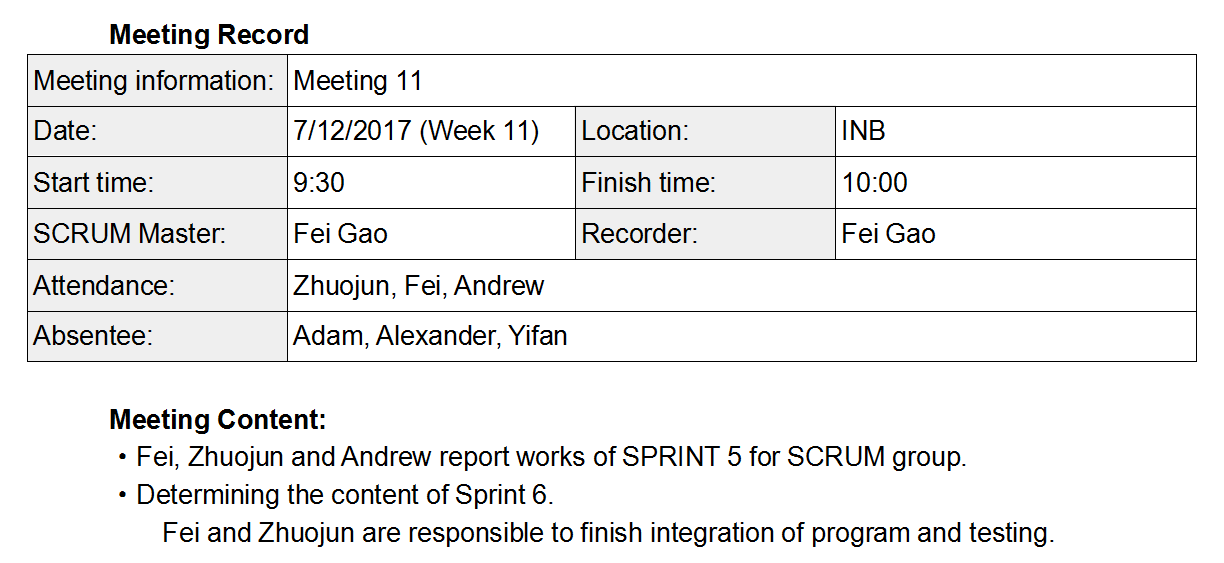 Meeting Record
Meeting information: Meeting 11
Date: 7/12/2017 (Week 11) Location: INB
Start time: 9:30 Finish time: 10:00
SCRUM Master: Fei Gao Recorder: Fei Gao
Attendance: Zhuojun, Fei, Andrew
Absentee: Adam, Alexander, Yifan
Meeting Content:
・Fei, Zhuojun and Andrew report works of SPRINT 5 for SCRUM group.
・Determining the content of Sprint 6.
Fei and Zhuojun are responsible to finish integration of program and testing.